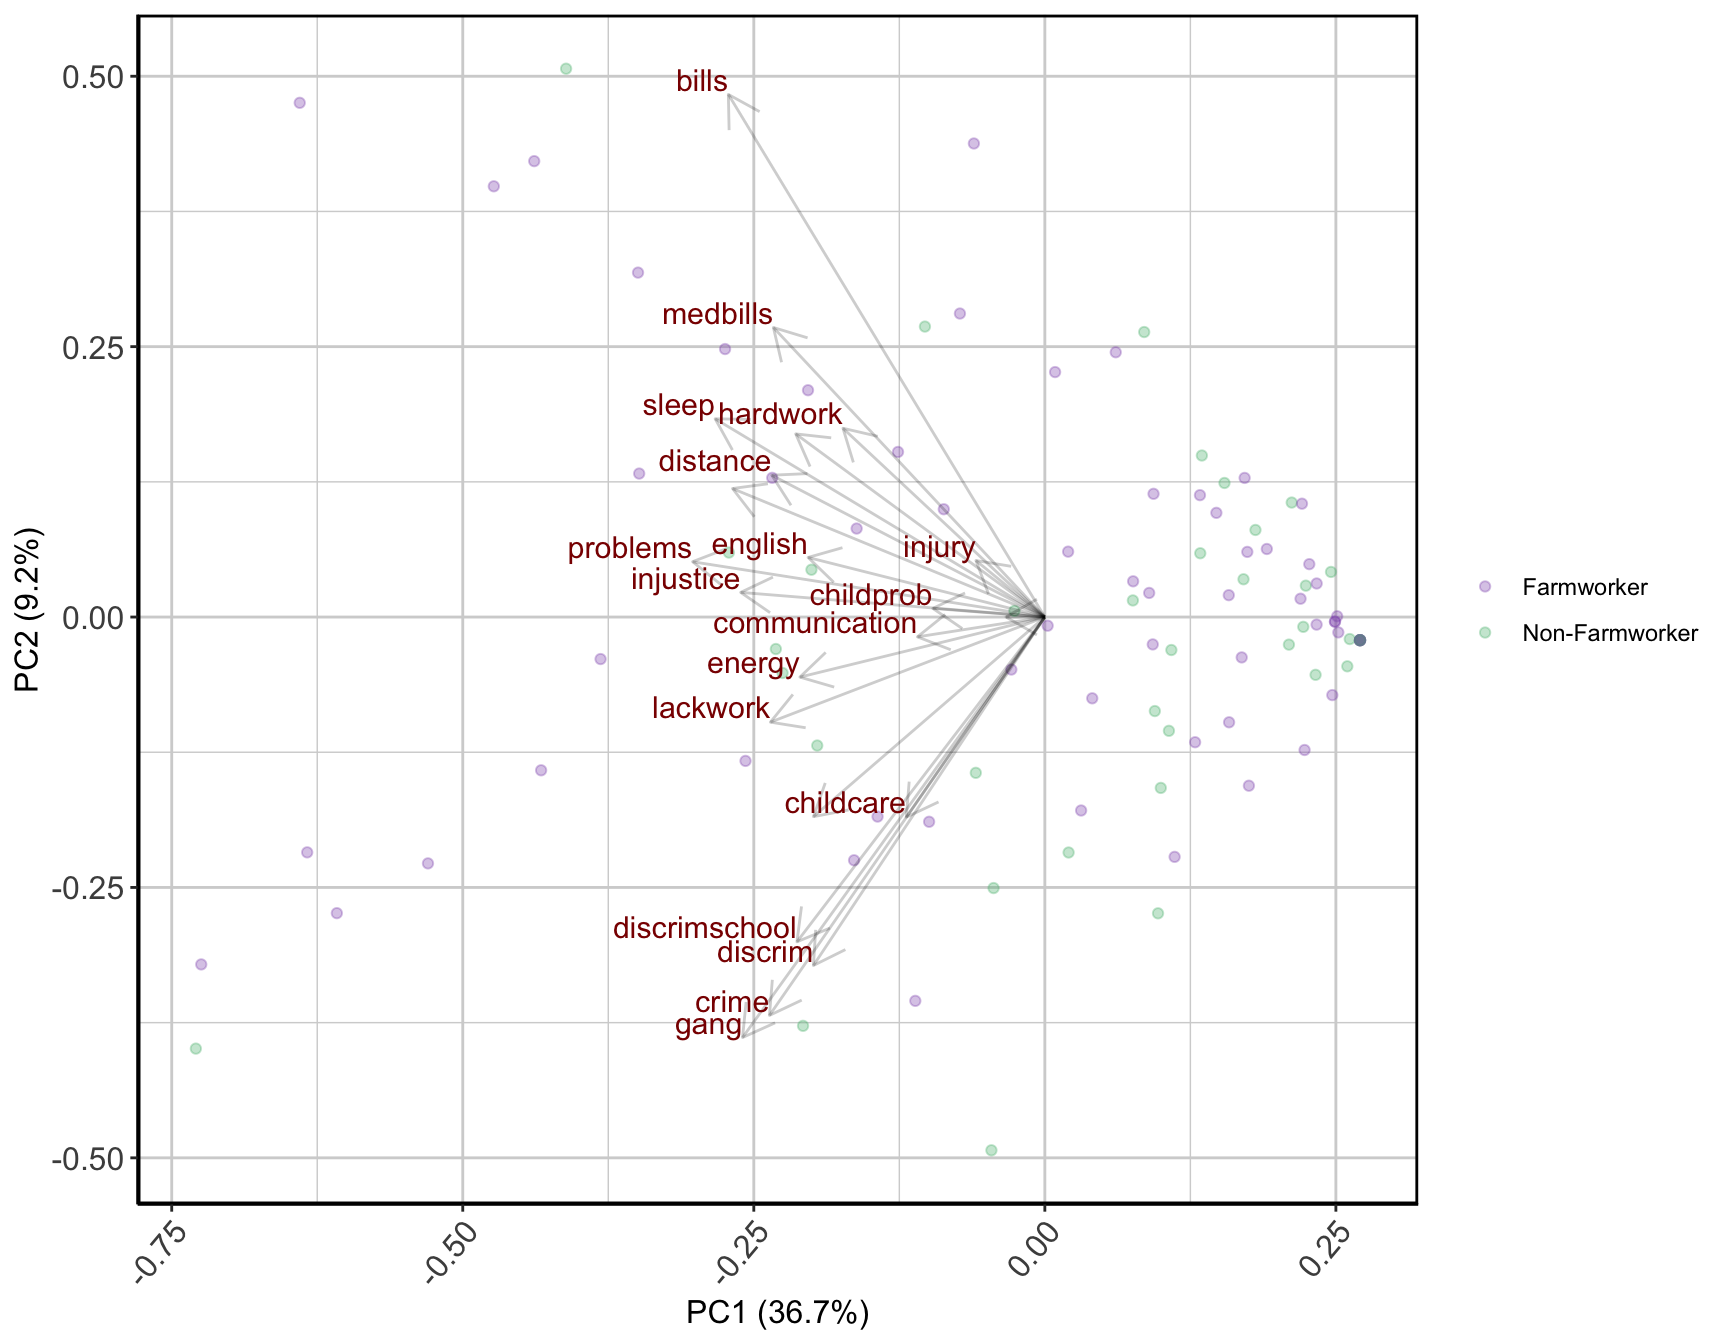 0.50
0.25
0.00
-0.25
-0.50
PC2 (9.2%)
bills
medbills
sleep
hardwork
distance
problems
english
injury
injustice
childprob
communication
energy
lackwork
childcare
discrimschool
discrim
crime
gang
-0.75
-0.50
-0.25
0.00
0.25
PC1 (36.7%)
Farmworker
Non-Farmworker